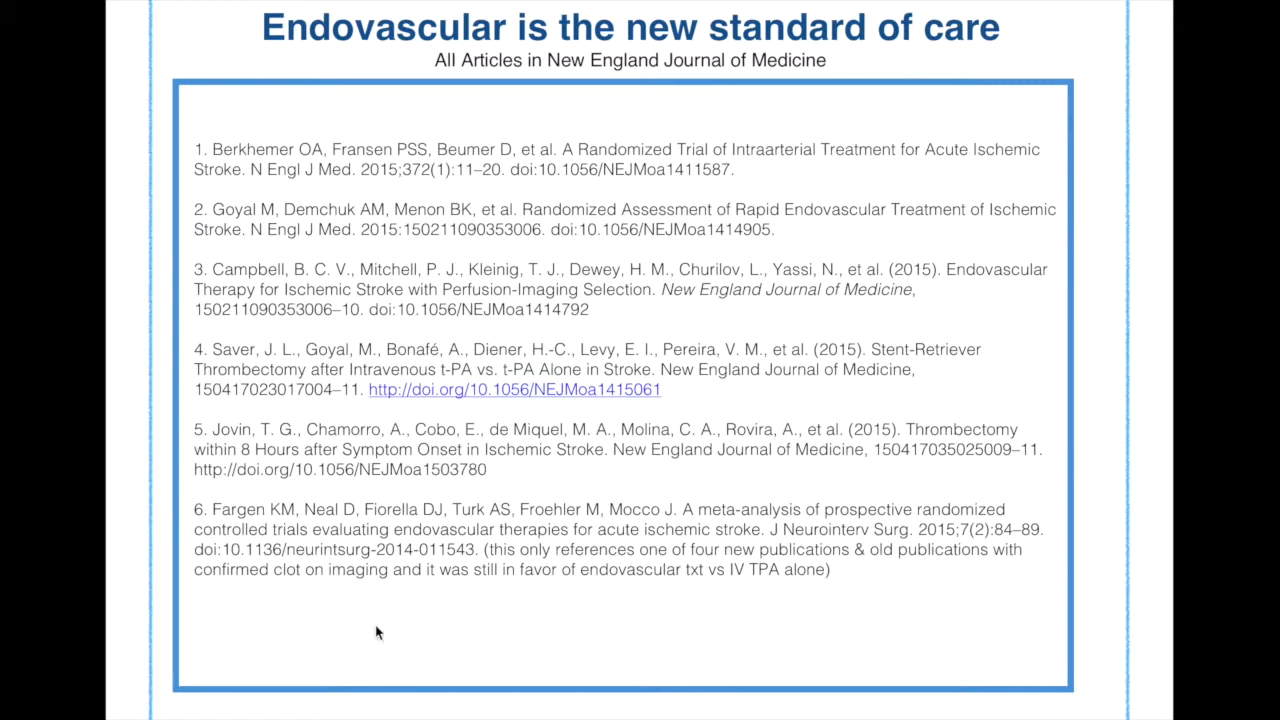 Endovascular is the new standard of care
All Articles in New England Journal of Medicine
1. Berkhemer OA, Fransen PSS, Beumer D, et al. A Randomized Trial of Intraarterial Treatment for Acute Ischemic
Stroke. N Engl J Med. 2015;372(1):11–20. doi:10.1056/NEJMoa1411587.
2. Goyal M, Demchuk AM, Menon BK, et al. Randomized Assessment of Rapid Endovascular Treatment of Ischemic
Stroke. N Engl J Med. 2015:150211090353006. doi:10.1056/NEJMoa1414905.
3. Campbell, B. C. V., Mitchell, P. J., Kleinig, T. J., Dewey, H. M., Churilov, L., Yassi, N., et al. (2015). Endovascular
Therapy for Ischemic Stroke with Perfusion-Imaging Selection. New England Journal of Medicine,
150211090353006–10. doi:10.1056/NEJMoa1414792
4. Saver, J. L., Goyal, M., Bonafé, A., Diener, H.-C., Levy, E. I., Pereira, V. M., et al. (2015). Stent-Retriever
Thrombectomy after Intravenous t-PA vs. t-PA Alone in Stroke. New England Journal of Medicine,
150417023017004–11. http://doi.org/10.1056/NEJMoa1415061
5. Jovin, T. G., Chamorro, A., Cobo, E., de Miquel, M. A., Molina, C. A., Rovira, A., et al. (2015). Thrombectomy
within 8 Hours after Symptom Onset in Ischemic Stroke. New England Journal of Medicine, 150417035025009–11.
http://doi.org/10.1056/NEJMoa1503780
6. Fargen KM, Neal D, Fiorella DJ, Turk AS, Froehler M, Mocco J. A meta-analysis of prospective randomized
controlled trials evaluating endovascular therapies for acute ischemic stroke. J Neurointerv Surg. 2015;7(2):84–89.
doi:10.1136/neurintsurg-2014-011543. (this only references one of four new publications & old publications with
confirmed clot on imaging and it was still in favor of endovascular txt vs IV TPA alone)